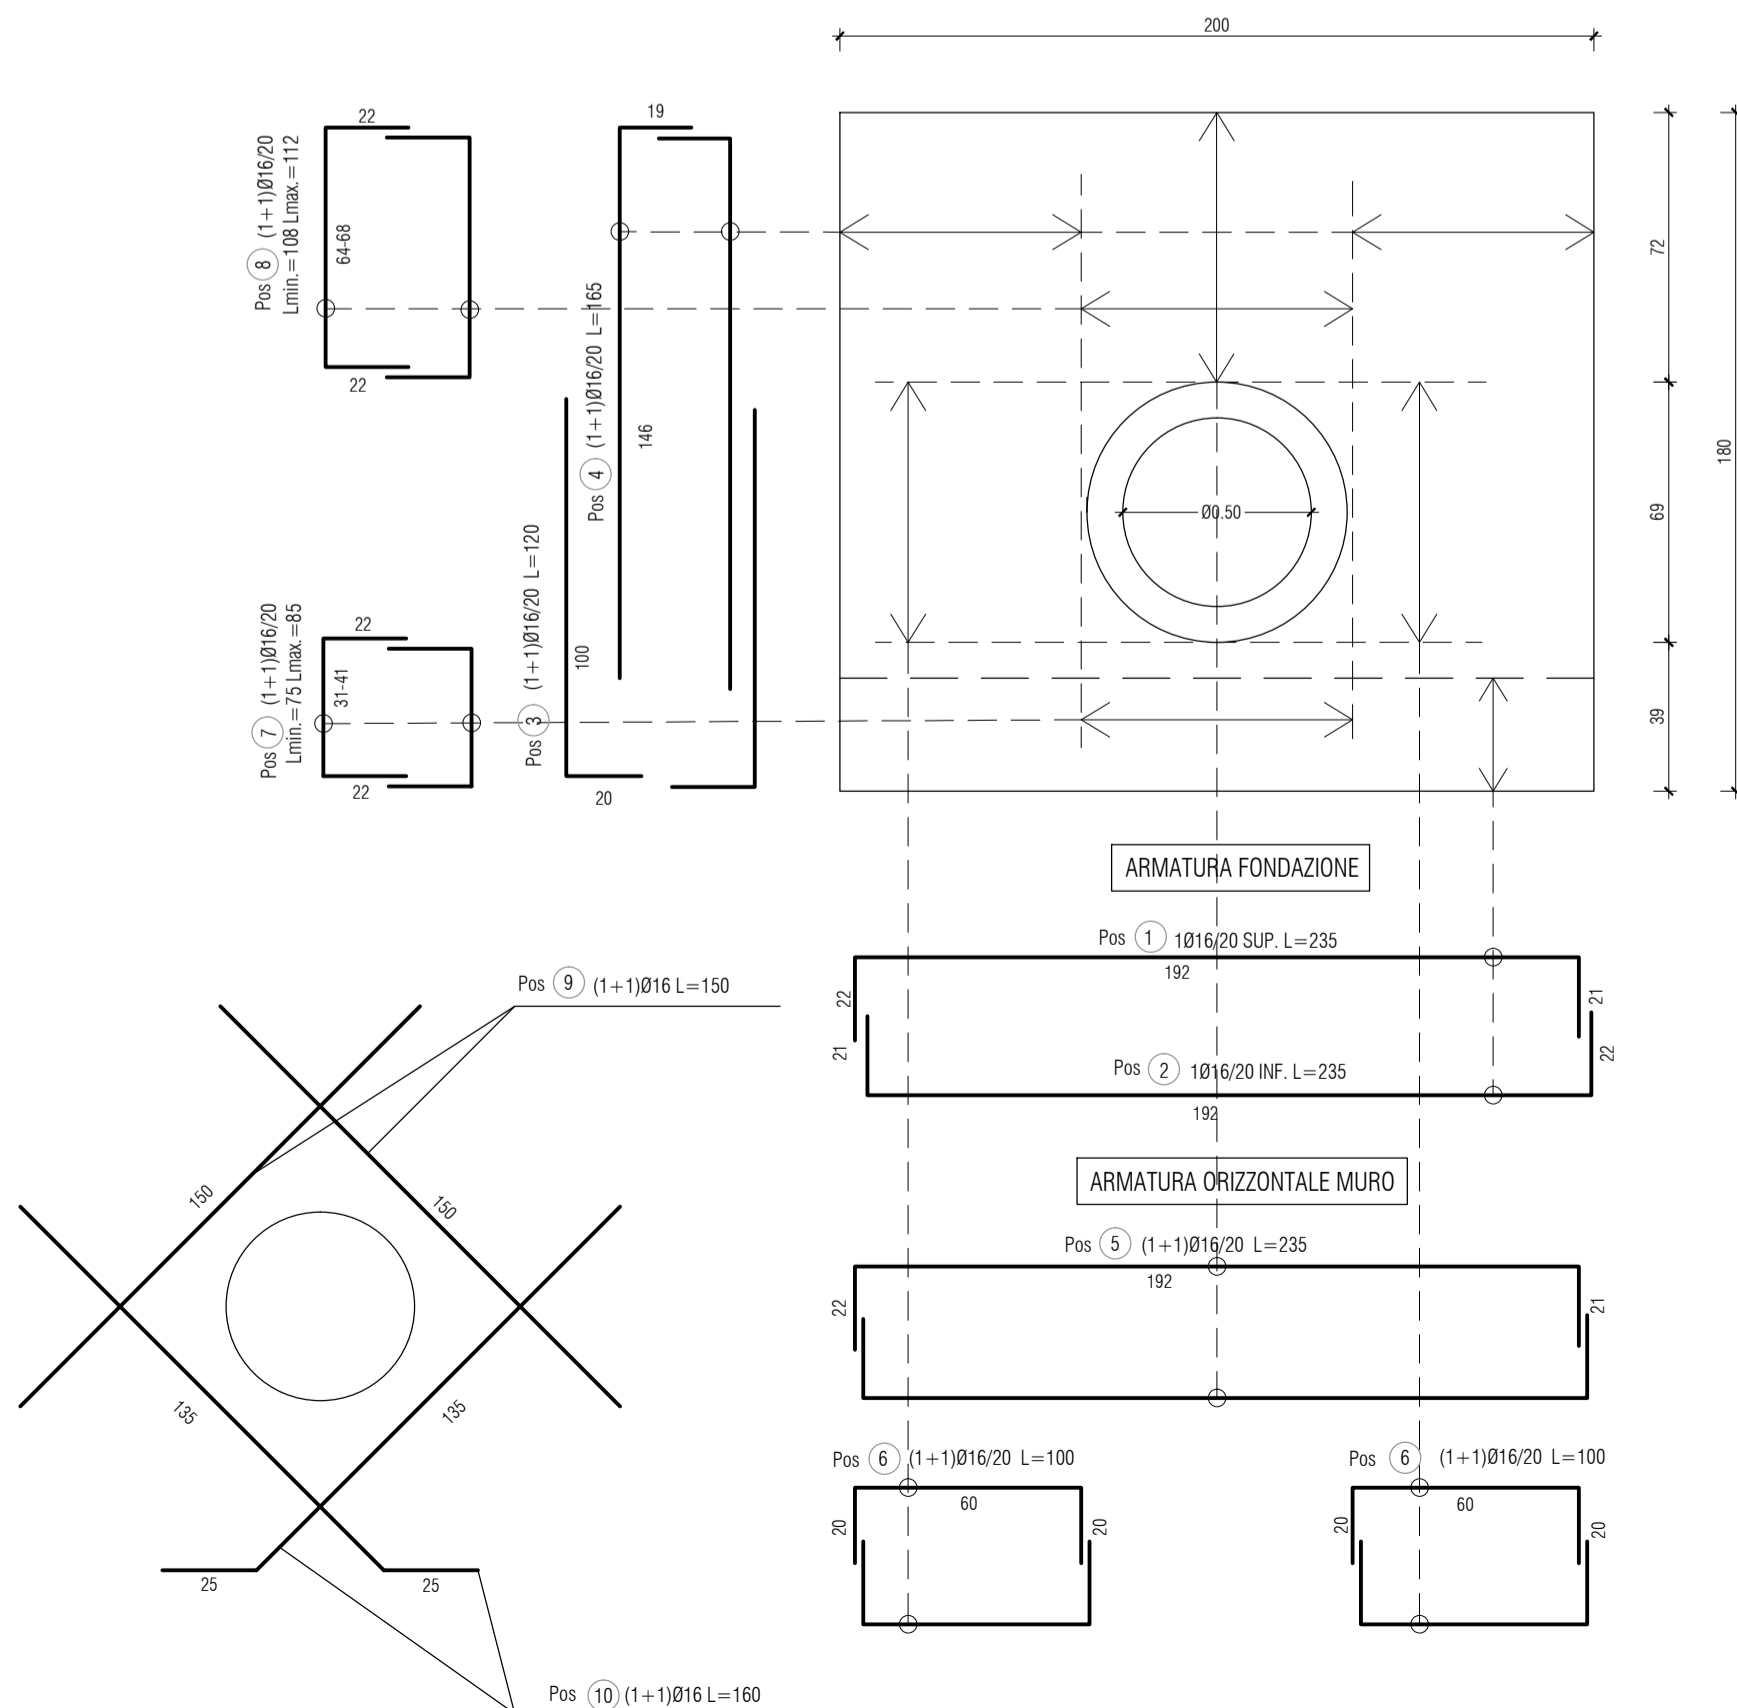 200
22
Pos 8 (1+1)Ø16/20
Lmin.=108 Lmax.=112
64-68
22
19
Pos 4 (1+1)Ø16/20 L=165
146
72
69
39
180
Ø0.50
Pos 7 (1+1)Ø16/20
Lmin.=75 Lmax.=85
22
31-41
22
Pos 3 (1+1)Ø16/20 L=120
100
20
ARMATURA FONDAZIONE
Pos 1 1Ø16/20 SUP. L=235
192
22
21
21
22
Pos 2 1Ø16/20 INF. L=235
192
ARMATURA ORIZZONTALE MURO
Pos 5 (1+1)Ø16/20 L=235
192
22
21
Pos 6 (1+1)Ø16/20 L=100
60
20
20
Pos 6 (1+1)Ø16/20 L=100
60
20
20
Pos 9 (1+1)Ø16 L=150
150
150
135
135
25
25
Pos 10 (1+1)Ø16 L=160